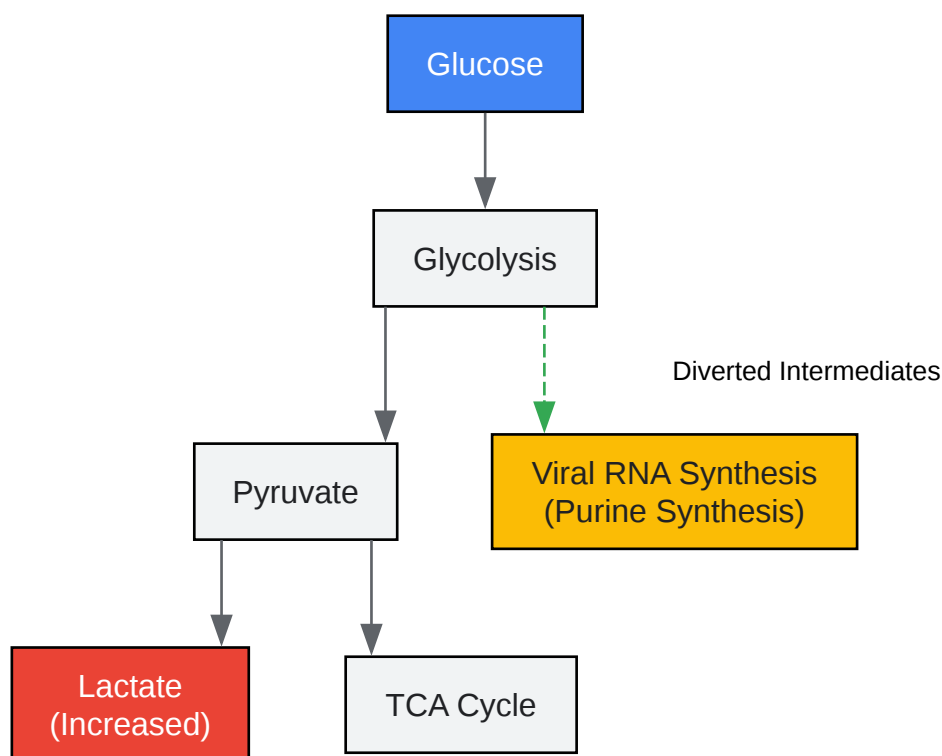 Glucose
Glycolysis
Diverted Intermediates
Viral RNA Synthesis
(Purine Synthesis)
Pyruvate
Lactate
(Increased)
TCA Cycle